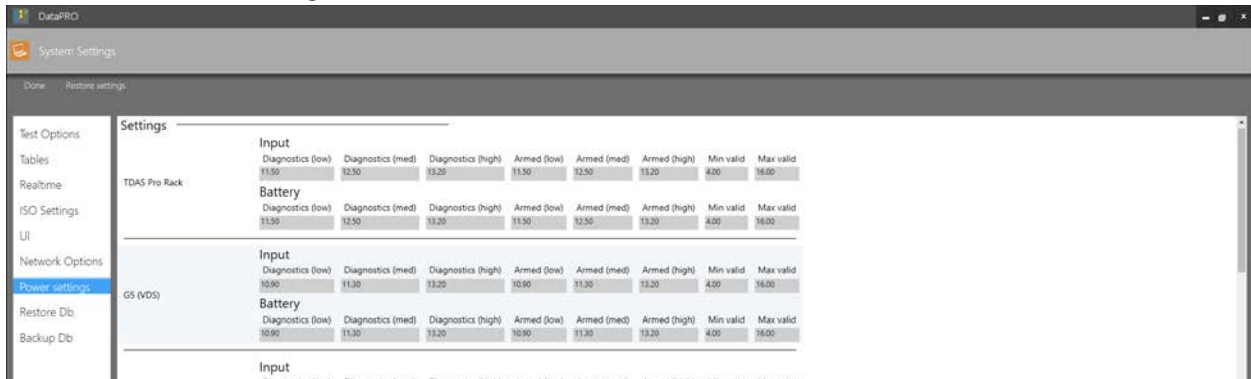 DataPRO
System Settings
Done Restore settings
Test Options
Tables
Realtime
ISO Settings
UI
Network Options
Power settings
Restore Db
Backup Db
Settings
TDAS Pro Rack
Input
Diagnostics (low) Diagnostics (med) Diagnostics (high) Armed (low) Armed (med) Armed (high) Min valid Max valid
11.50 12.50 13.20 11.50 12.50 13.20 4.00 16.00
Battery
Diagnostics (low) Diagnostics (med) Diagnostics (high) Armed (low) Armed (med) Armed (high) Min valid Max valid
11.50 12.50 13.20 11.50 12.50 13.20 4.00 16.00
G5 (VDS)
Input
Diagnostics (low) Diagnostics (med) Diagnostics (high) Armed (low) Armed (med) Armed (high) Min valid Max valid
10.90 11.30 13.20 10.90 11.30 13.20 4.00 16.00
Battery
Diagnostics (low) Diagnostics (med) Diagnostics (high) Armed (low) Armed (med) Armed (high) Min valid Max valid
10.90 11.30 13.20 10.90 11.30 13.20 4.00 16.00
Input